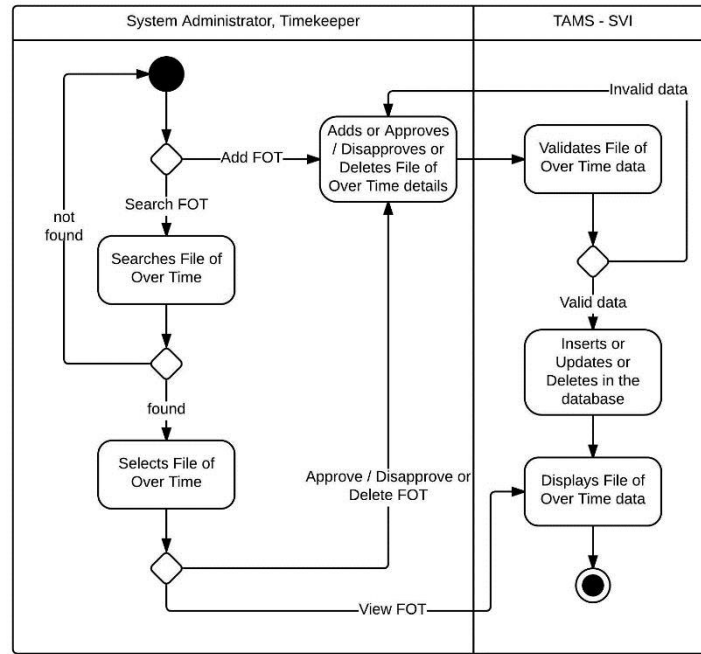 System Administrator, Timekeeper
TAMS - SVI
Invalid data
Adds or Approves
/ Disapproves or
Deletes File of
Over Time details
Validates File of
Over Time data
Add FOT
Search FOT
not
found
Searches File of
Over Time
Valid data
Inserts or
Updates or
Deletes in the
database
found
Selects File of
Over Time
Approve / Disapprove or
Delete FOT
Displays File of
Over Time data
View FOT